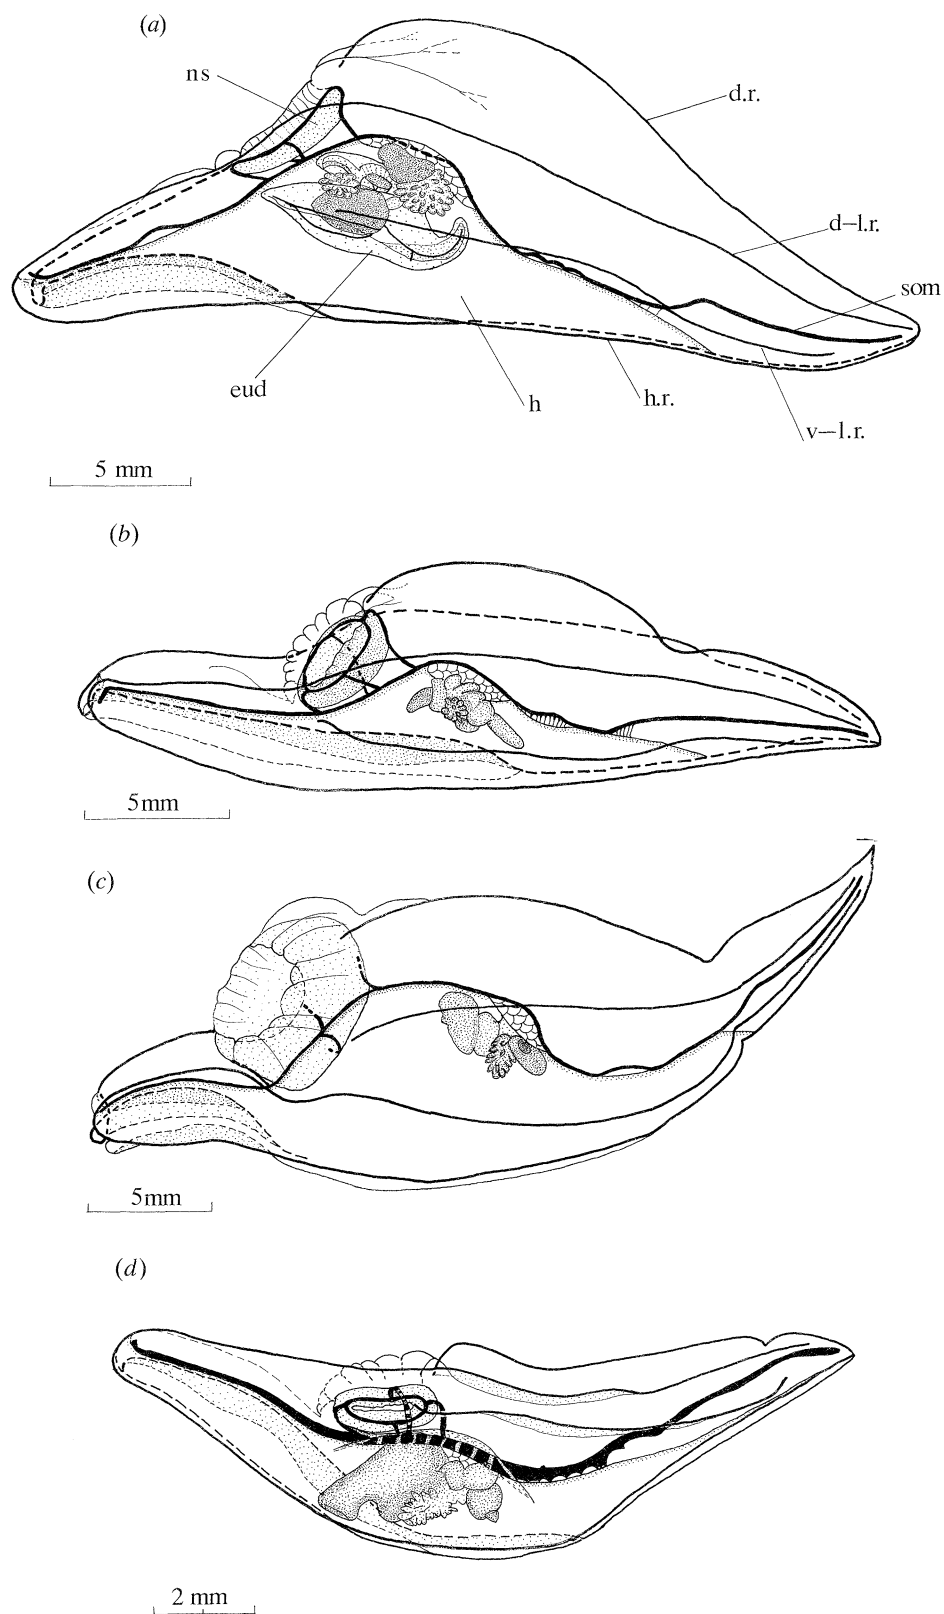 (a)
ns
d.r.
d–l.r.
som
eud
h
h.r.
v–l.r.
5 mm
(b)
5mm
(c)
5mm
(d)
2 mm